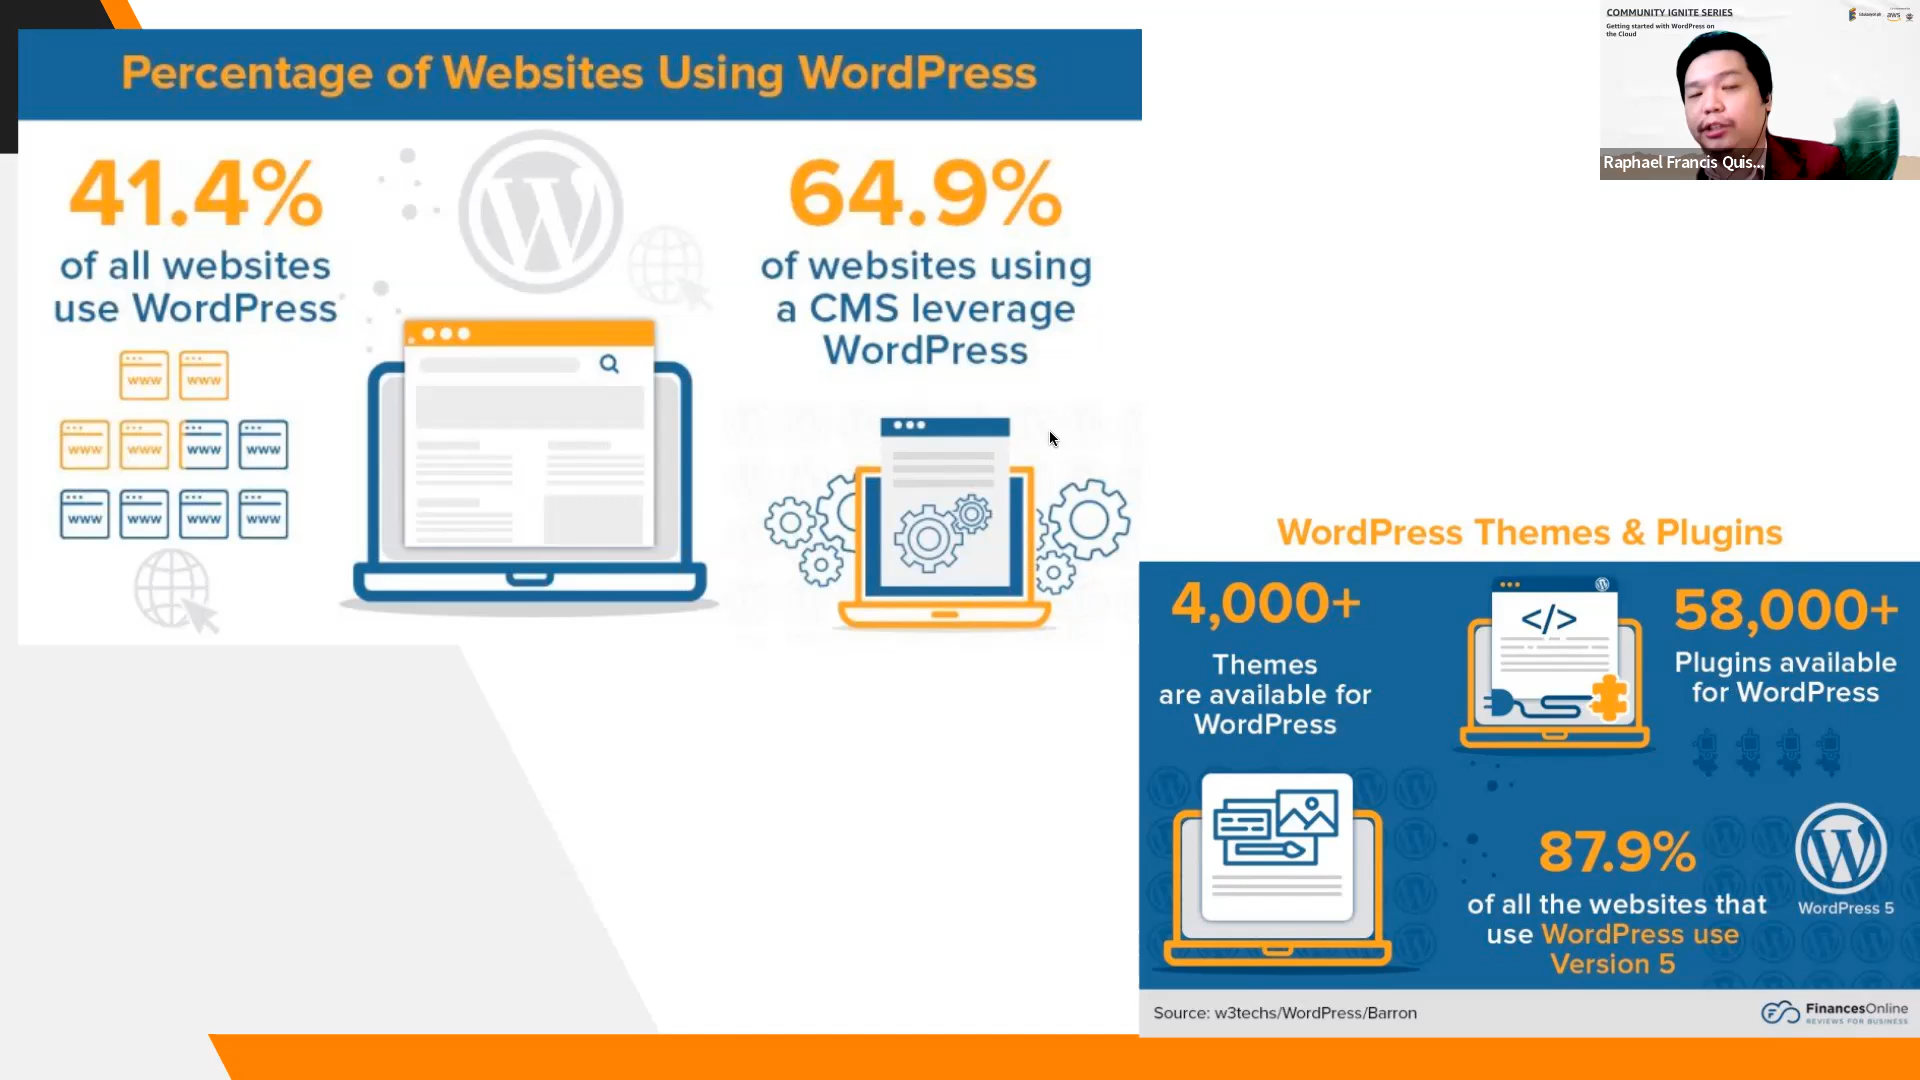 Percentage of Websites Using WordPress
41.4%
of all websites
use WordPress
64.9%
of websites using
a CMS leverage
WordPress
www www
www www www www
www www www www
COMMUNITY IGNITE SERIES
Getting started with WordPress on
the Cloud
aws
Raphael Francis Quis...
WordPress Themes & Plugins
4,000+
Themes
are available for
WordPress
</>
58,000+
Plugins available
for WordPress
87.9%
of all the websites that
use WordPress use
Version 5
WordPress 5
Source: w3techs/WordPress/Barron
FinancesOnline
REVIEWS FOR BUSINESS